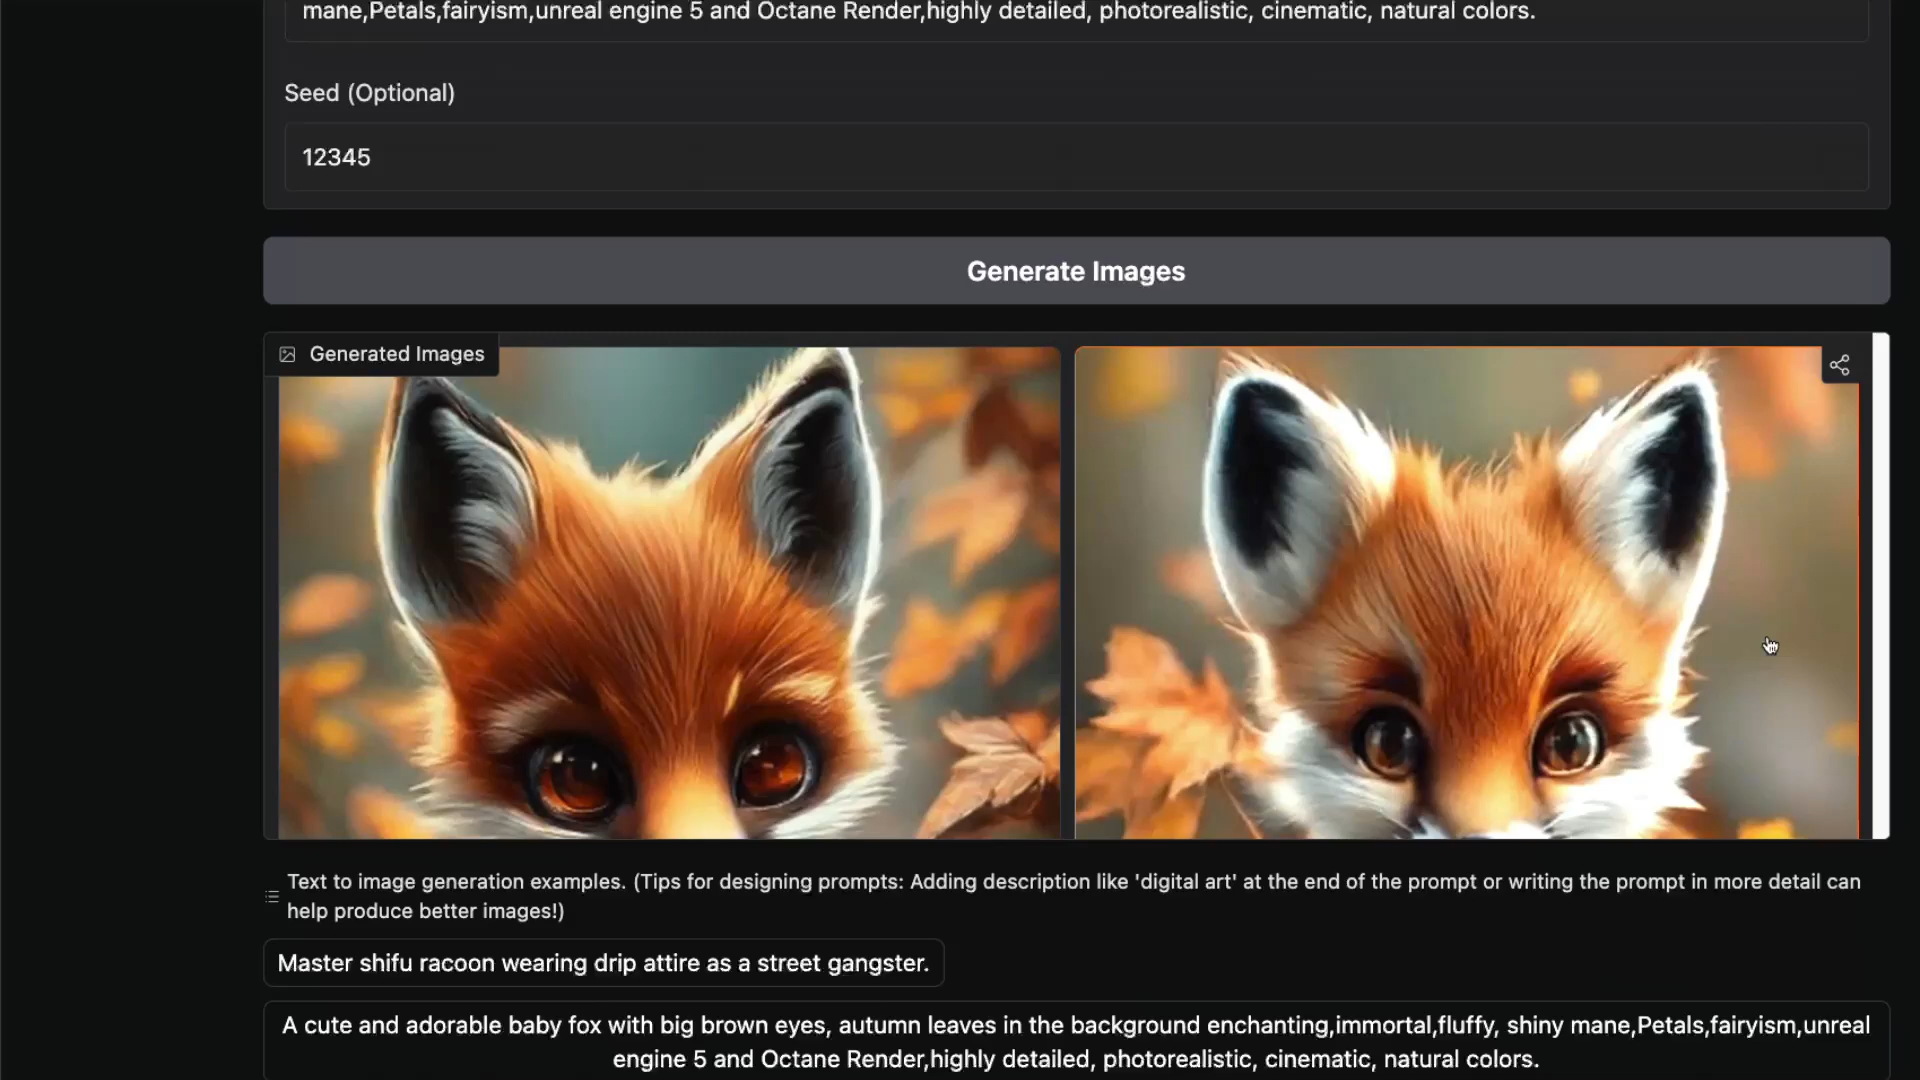 mane,Petals,fairyism,unreal engine 5 and Octane Render,highly detailed, photorealistic, cinematic, natural colors.
Seed (Optional)
12345
Generate Images
Generated Images
Text to image generation examples. (Tips for designing prompts: Adding description like 'digital art' at the end of the prompt or writing the prompt in more detail can
help produce better images!)
Master shifu racoon wearing drip attire as a street gangster.
A cute and adorable baby fox with big brown eyes, autumn leaves in the background enchanting,immortal,fluffy, shiny mane,Petals,fairyism,unreal
engine 5 and Octane Render,highly detailed, photorealistic, cinematic, natural colors.